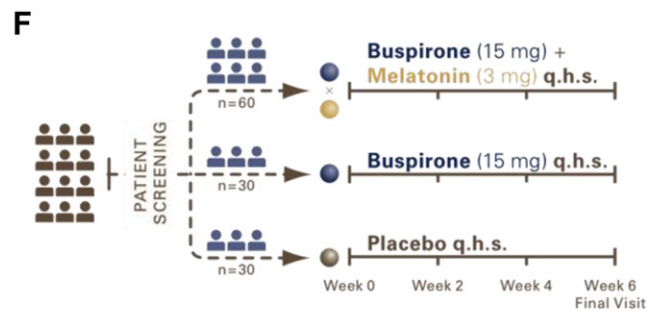 F
PATIENT
SCREENING
n=60
Buspirone (15 mg) +
×
Melatonin (3 mg) q.h.s.
n=30
Buspirone (15 mg) q.h.s.
n=30
Placebo q.h.s.
Week 0
Week 2
Week 4
Week 6
Final Visit